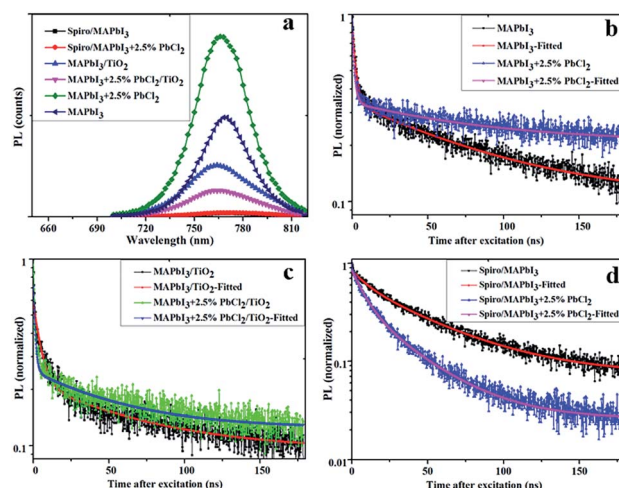 a
Spiro/MAPbI₃
Spiro/MAPbI₃+2.5% PbCl₂
MAPbI₃/TiO₂
MAPbI₃+2.5% PbCl₂/TiO₂
MAPbI₃+2.5% PbCl₂
MAPbI₃
PL (counts)
660 690 720 750 780 810
Wavelength (nm)
b
MAPbI₃
MAPbI₃-Fitted
MAPbI₃+2.5% PbCl₂
MAPbI₃+2.5% PbCl₂-Fitted
PL (normalized)
1
0.1
0 50 100 150
Time after excitation (ns)
c
MAPbI₃/TiO₂
MAPbI₃/TiO₂-Fitted
MAPbI₃+2.5% PbCl₂/TiO₂
MAPbI₃+2.5% PbCl₂/TiO₂-Fitted
PL (normalized)
1
0.1
0 50 100 150
Time after excitation (ns)
d
Spiro/MAPbI₃
Spiro/MAPbI₃-Fitted
Spiro/MAPbI₃+2.5% PbCl₂
Spiro/MAPbI₃+2.5% PbCl₂-Fitted
PL (normalized)
1
0.1
0.01
0 50 100 150
Time after excitation (ns)